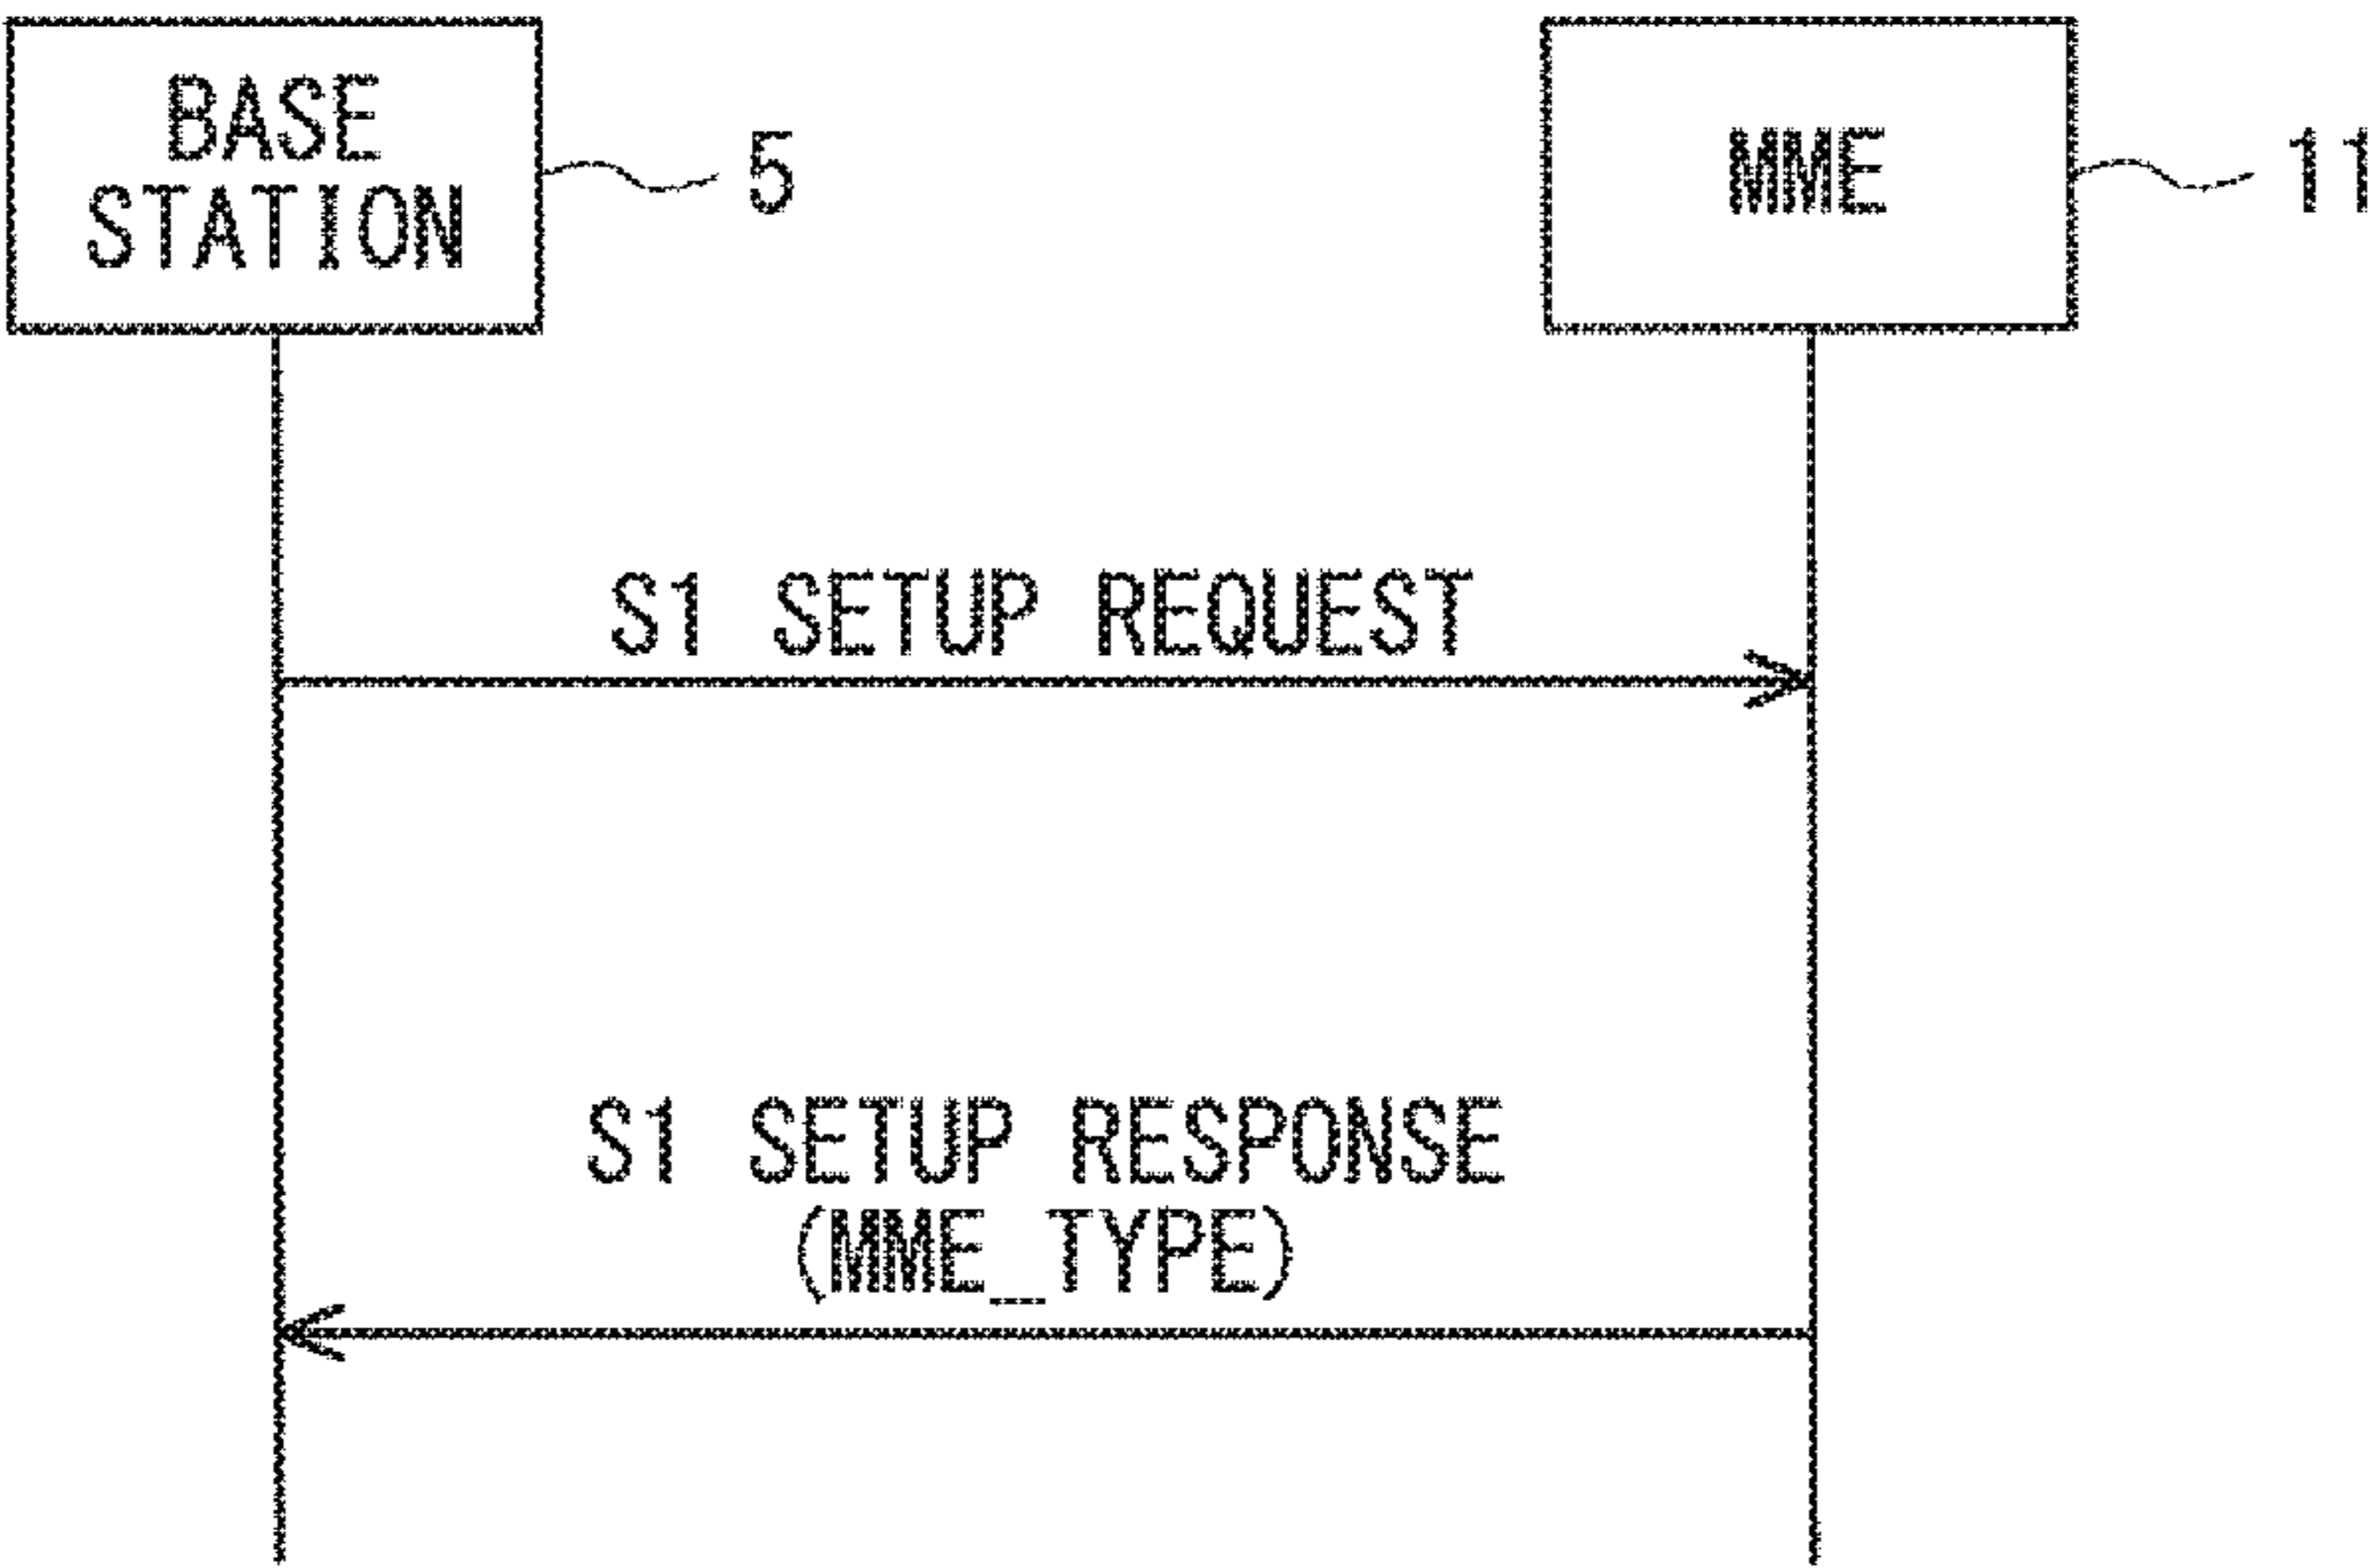 BASE
STATION
5
MME
11
S1 SETUP REQUEST
S1 SETUP RESPONSE
(MME_TYPE)